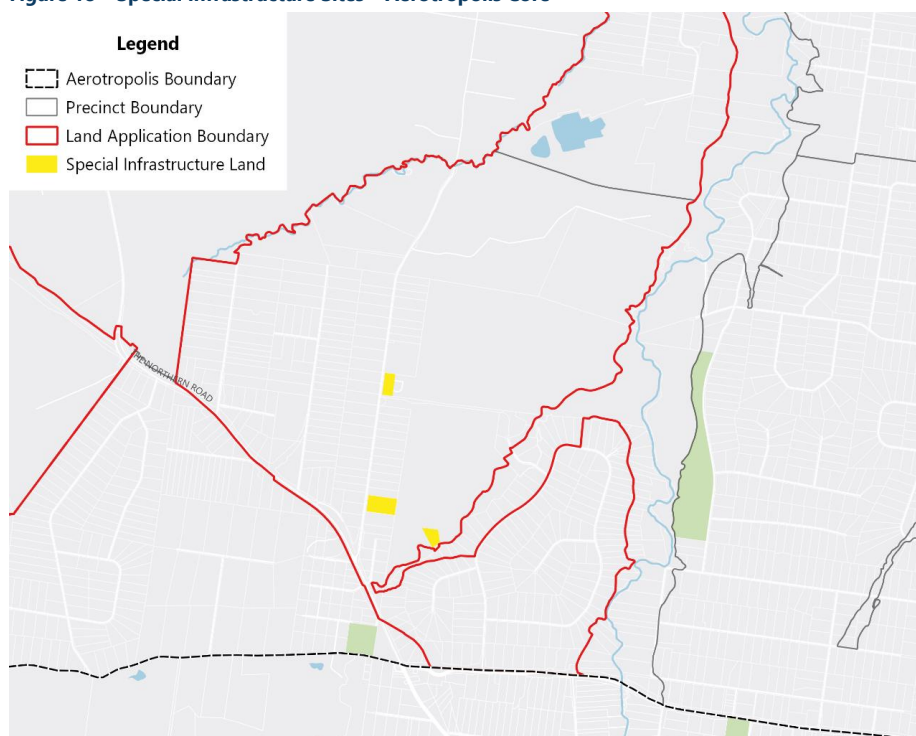 Figure – Special Infrastructure Sites – Aerotropolis Core
Legend
Aerotropolis Boundary
Precinct Boundary
Land Application Boundary
Special Infrastructure Land
THE NORTHERN ROAD